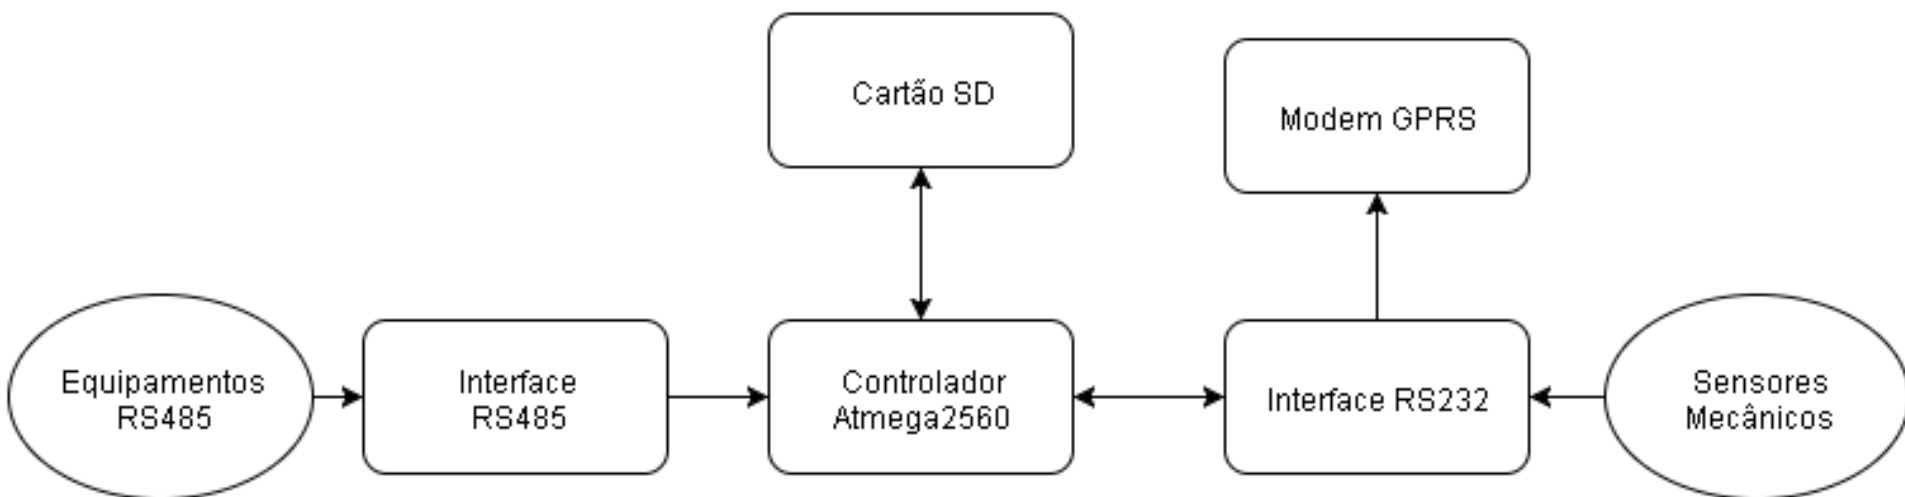 Cartão SD
Modem GPRS
Equipamentos
RS485
Interface
RS485
Controlador
Atmega2560
Interface RS232
Sensores
Mecânicos